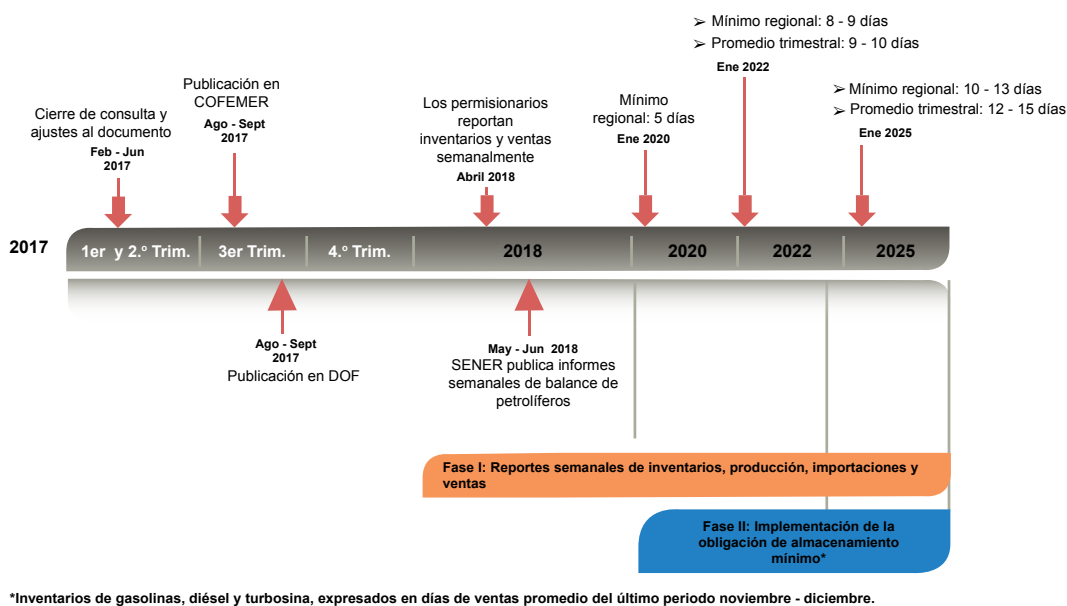 ➢ Mínimo regional: 8 - 9 días
➢ Promedio trimestral: 9 - 10 días
Ene 2022
➢ Mínimo regional: 10 - 13 días
➢ Promedio trimestral: 12 - 15 días
Ene 2025
Publicación en
COFEMER
Ago - Sept
2017
Cierre de consulta y
ajustes al documento
Feb - Jun
2017
Los permisionarios
reportan
inventarios y ventas
semanalmente
Abril 2018
Mínimo
regional: 5 días
Ene 2020
2017
1er y 2.º Trim.
3er Trim.
4.º Trim.
2018
2020
2022
2025
Ago - Sept
2017
Publicación en DOF
May - Jun 2018
SENER publica informes
semanales de balance de
petrolíferos
Fase I: Reportes semanales de inventarios, producción, importaciones y
ventas
Fase II: Implementación de la
obligación de almacenamiento
mínimo*
*Inventarios de gasolinas, diésel y turbosina, expresados en días de ventas promedio del último periodo noviembre - diciembre.